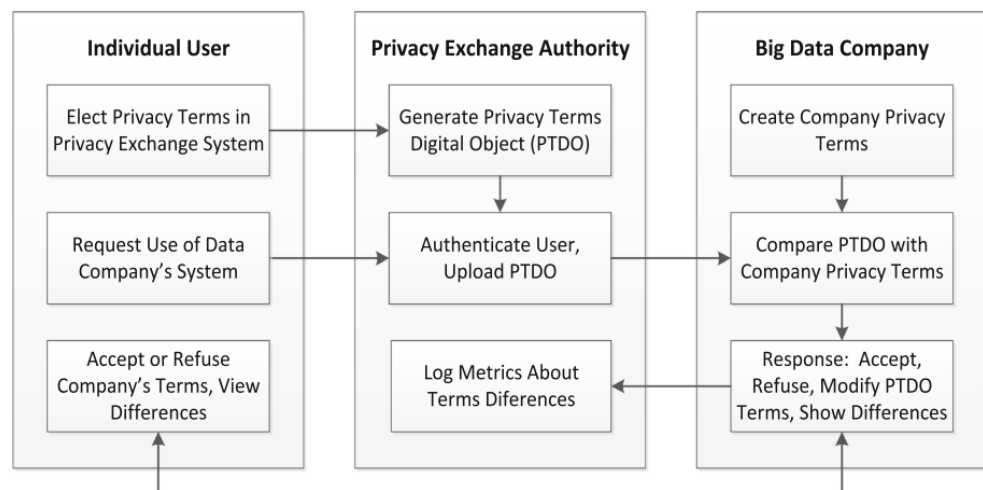 Individual User
Elect Privacy Terms in
Privacy Exchange System
Request Use of Data
Company's System
Accept or Refuse
Company's Terms, View
Differences
Privacy Exchange Authority
Generate Privacy Terms
Digital Object (PTDO)
Authenticate User,
Upload PTDO
Log Metrics About
Terms Diferences
Big Data Company
Create Company Privacy
Terms
Compare PTDO with
Company Privacy Terms
Response: Accept,
Refuse, Modify PTDO
Terms, Show Differences